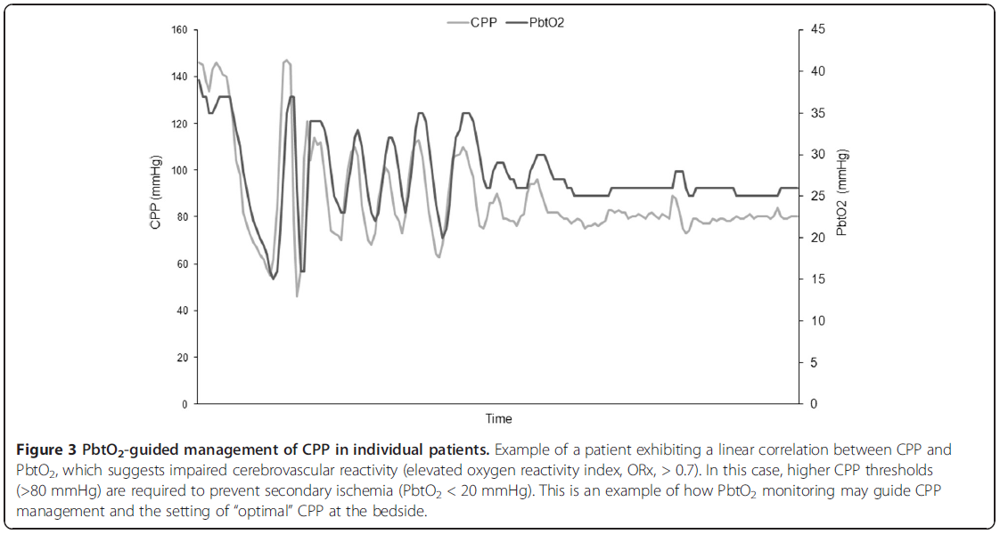 CPP PbtO2
160 45
140 40
120 35
100 30
80 25
60 20
40 15
20 10
0 5
0
CPP (mmHg)
PbtO2 (mmHg)
Time
Figure 3 PbtO₂-guided management of CPP in individual patients. Example of a patient exhibiting a linear correlation between CPP and
PbtO₂, which suggests impaired cerebrovascular reactivity (elevated oxygen reactivity index, ORx, > 0.7). In this case, higher CPP thresholds
(>80 mmHg) are required to prevent secondary ischemia (PbtO₂ < 20 mmHg). This is an example of how PbtO₂ monitoring may guide CPP
management and the setting of “optimal” CPP at the bedside.